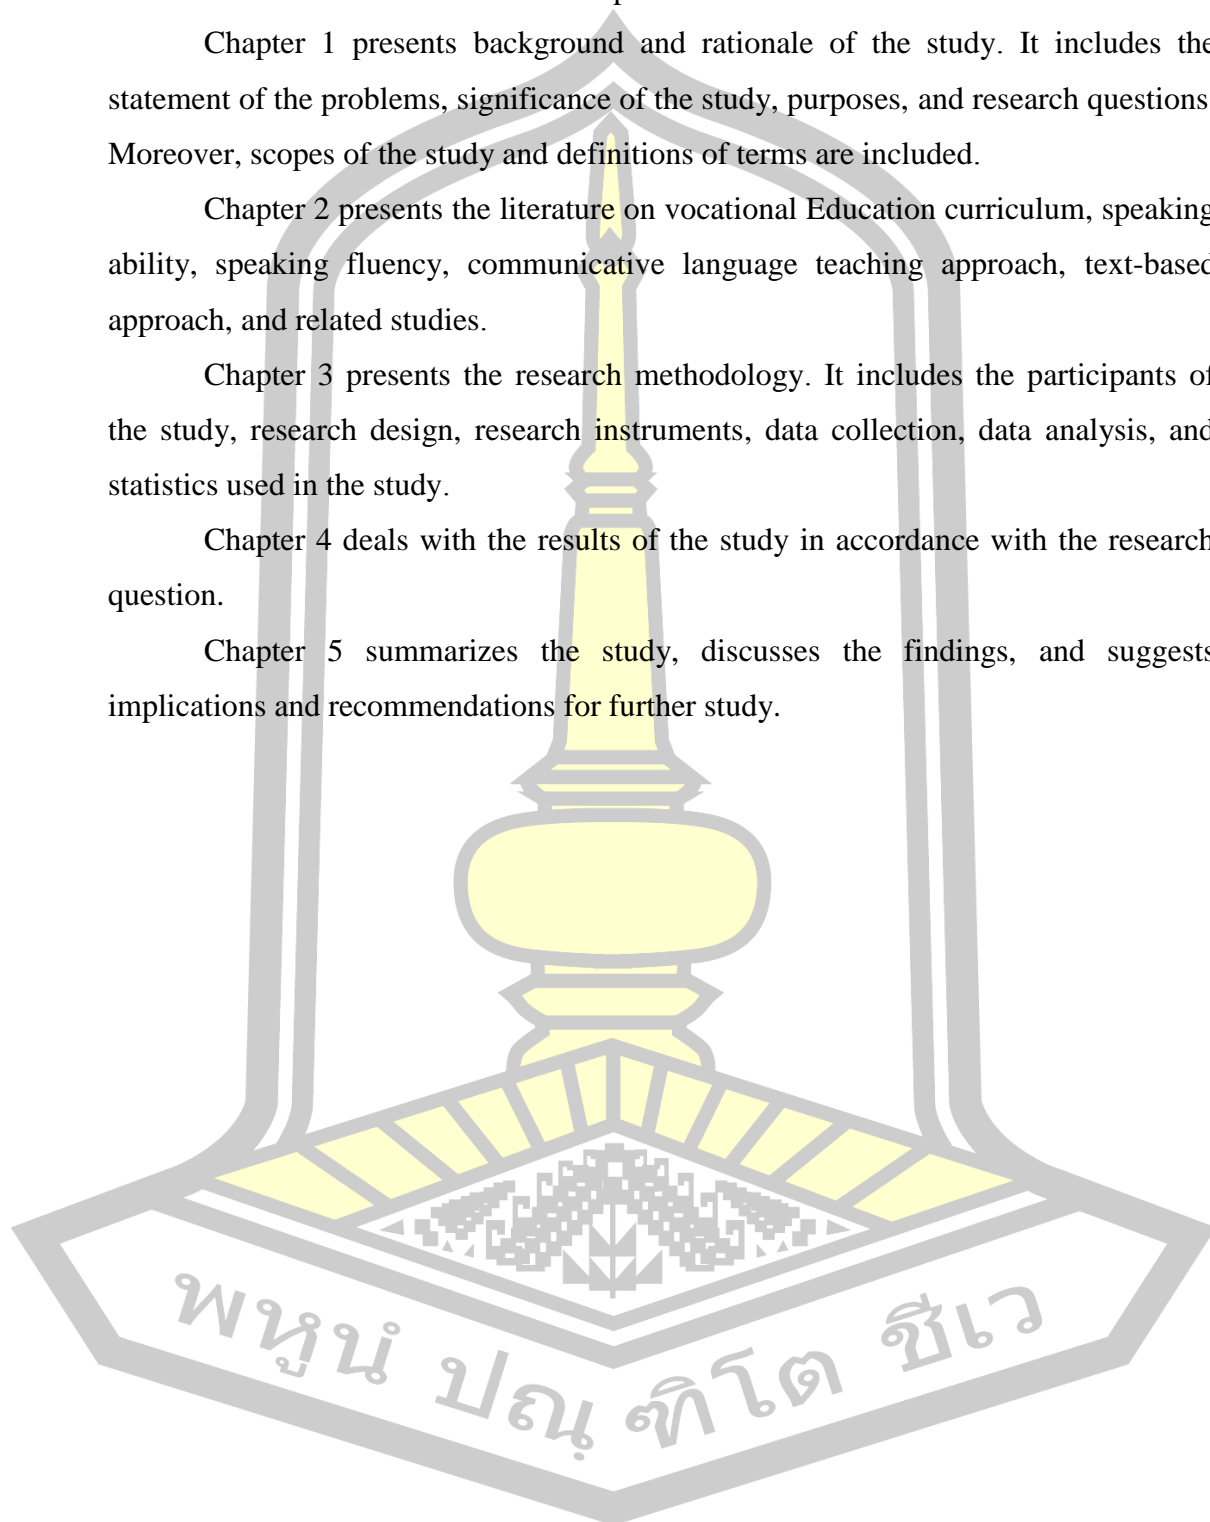 Chapter 1 presents background and rationale of the study. It includes the
statement of the problems, significance of the study, purposes, and research questions
Moreover, scopes of the study and definitions of terms are included.
Chapter 2 presents the literature on vocational Education curriculum, speaking
ability, speaking fluency, communicative language teaching approach, text-based
approach, and related studies.
Chapter 3 presents the research methodology. It includes the participants of
the study, research design, research instruments, data collection, data analysis, and
statistics used in the study.
Chapter 4 deals with the results of the study in accordance with the research
question.
Chapter 5 summarizes the study, discusses the findings, and suggests
implications and recommendations for further study.
พหูนํ ปณฺ ฑิโต ชีเว